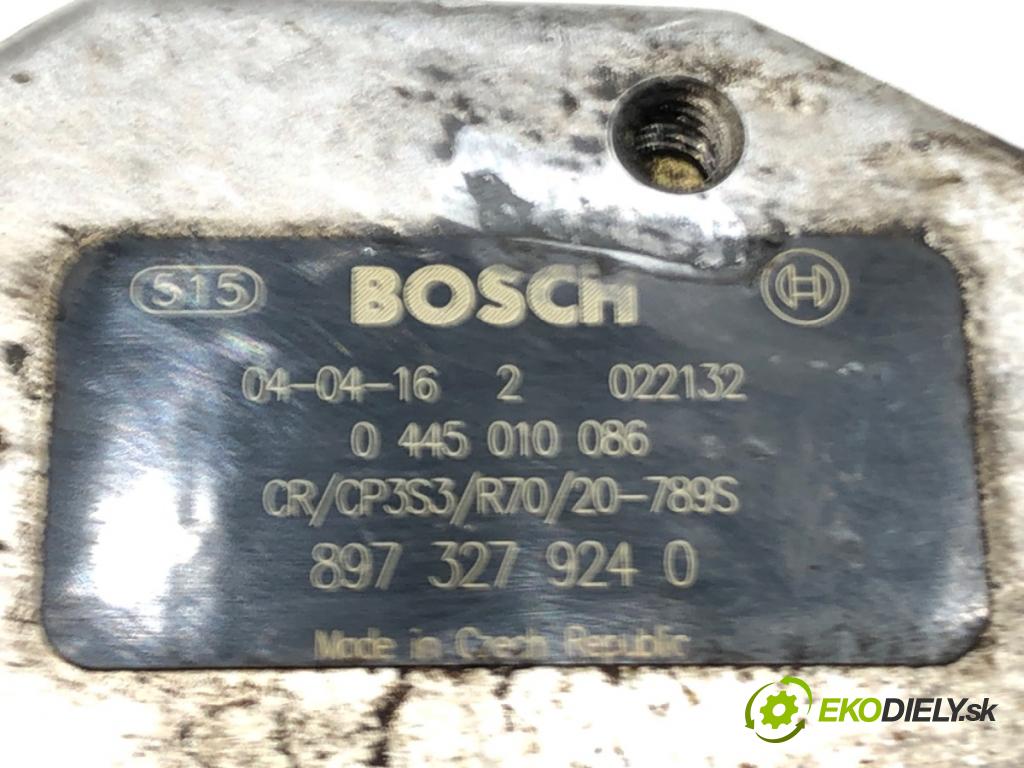 S15 BOSCH H
04-04-16 2 022132
0 445 010 086
CR/CP3S3/R70/20-789S
897 327 924 0
Made in Czech Republic
EKODIELY.sk